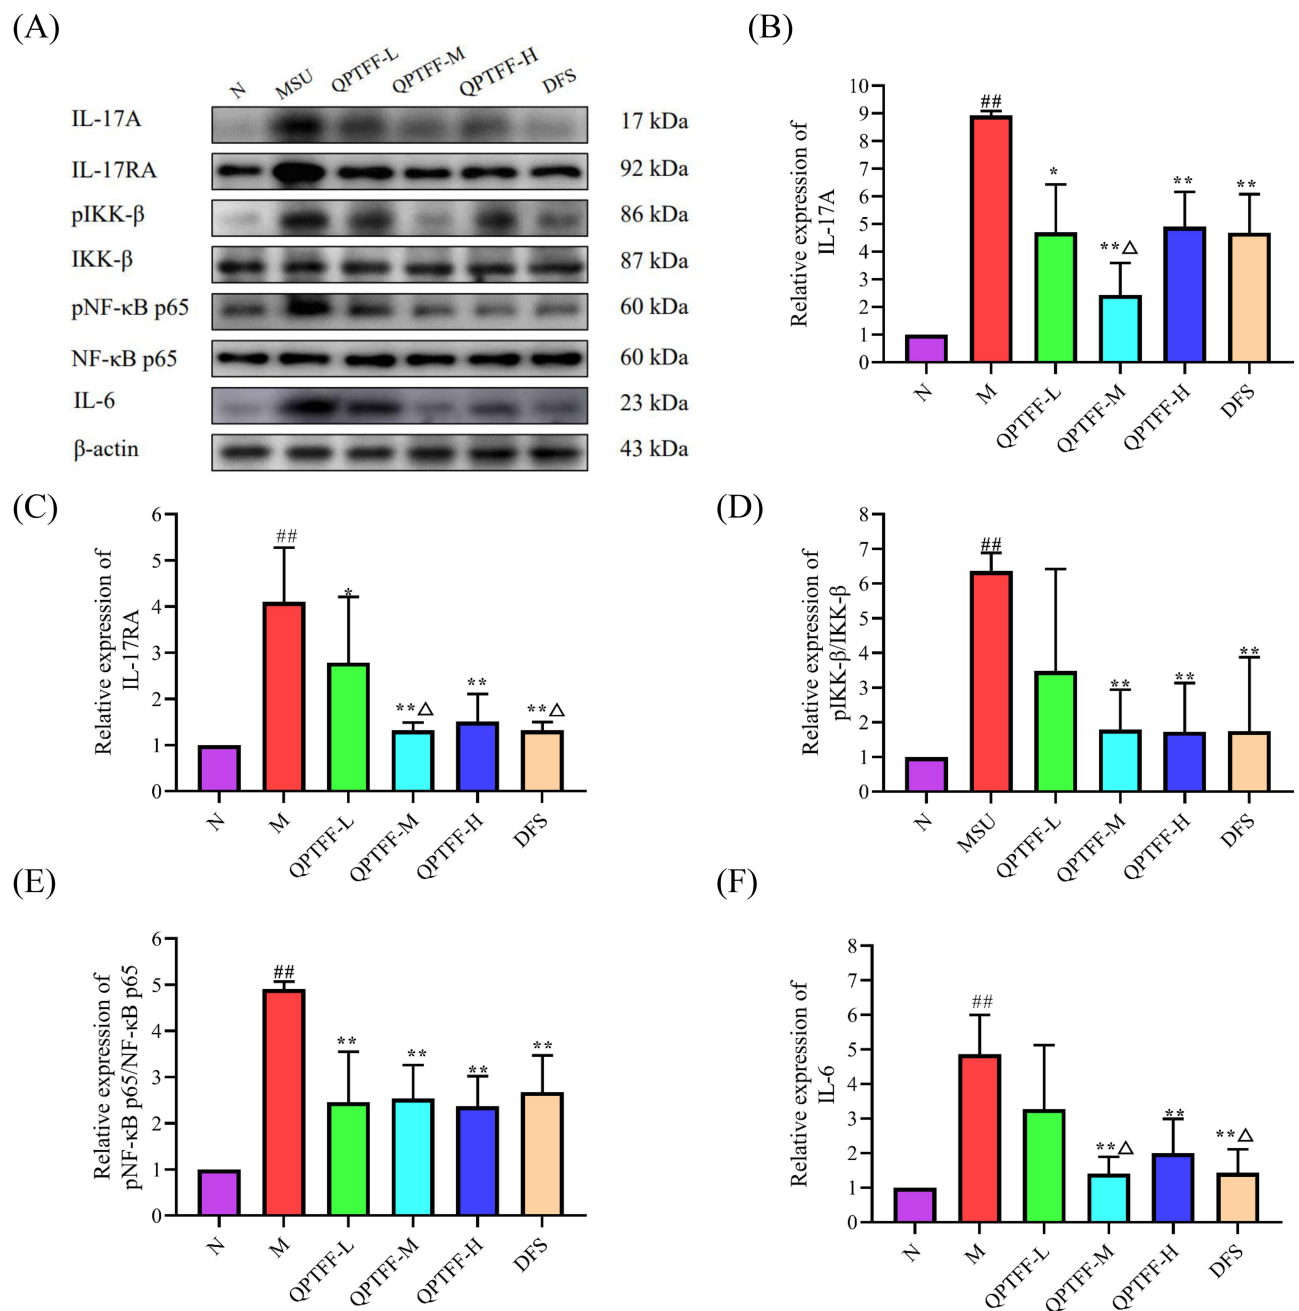 (A)
N MSU QPTFF-L QPTFF-M QPTFF-H DFS
IL-17A 17 kDa
IL-17RA 92 kDa
pIKK-β 86 kDa
IKK-β 87 kDa
pNF-κB p65 60 kDa
NF-κB p65 60 kDa
IL-6 23 kDa
β-actin 43 kDa
(B)
Relative expression of
IL-17A
10
9
8
7
6
5
4
3
2
1
0
##
*
**△
**
**
N M QPTFF-L QPTFF-M QPTFF-H DFS
(C)
Relative expression of
IL-17RA
6
5
4
3
2
1
0
##
*
**△
**
**△
N M QPTFF-L QPTFF-M QPTFF-H DFS
(D)
Relative expression of
pIKK-β/IKK-β
8
7
6
5
4
3
2
1
0
##
**
**
**
N MSU QPTFF-L QPTFF-M QPTFF-H DFS
(E)
Relative expression of
pNF-κB p65/NF-κB p65
6
5
4
3
2
1
0
##
**
**
**
**
N M QPTFF-L QPTFF-M QPTFF-H DFS
(F)
Relative expression of
IL-6
8
7
6
5
4
3
2
1
0
##
**△
**
**△
N M QPTFF-L QPTFF-M QPTFF-H DFS